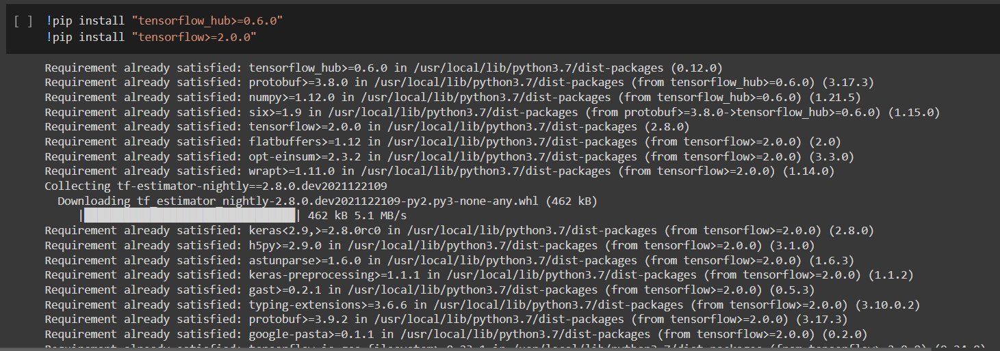 [ ] !pip install "tensorflow_hub>=0.6.0"
!pip install "tensorflow>=2.0.0"
Requirement already satisfied: tensorflow_hub>=0.6.0 in /usr/local/lib/python3.7/dist-packages (0.12.0)
Requirement already satisfied: protobuf>=3.8.0 in /usr/local/lib/python3.7/dist-packages (from tensorflow_hub>=0.6.0) (3.17.3)
Requirement already satisfied: numpy>=1.12.0 in /usr/local/lib/python3.7/dist-packages (from tensorflow_hub>=0.6.0) (1.21.5)
Requirement already satisfied: six>=1.9 in /usr/local/lib/python3.7/dist-packages (from protobuf>=3.8.0->tensorflow_hub>=0.6.0) (1.15.0)
Requirement already satisfied: tensorflow>=2.0.0 in /usr/local/lib/python3.7/dist-packages (2.8.0)
Requirement already satisfied: flatbuffers>=1.12 in /usr/local/lib/python3.7/dist-packages (from tensorflow>=2.0.0) (2.0)
Requirement already satisfied: opt-einsum>=2.3.2 in /usr/local/lib/python3.7/dist-packages (from tensorflow>=2.0.0) (3.3.0)
Requirement already satisfied: wrapt>=1.11.0 in /usr/local/lib/python3.7/dist-packages (from tensorflow>=2.0.0) (1.14.0)
Collecting tf-estimator-nightly==2.8.0.dev2021122109
Downloading tf_estimator_nightly-2.8.0.dev2021122109-py2.py3-none-any.whl (462 kB)
|████████████████████████████████| 462 kB 5.1 MB/s
Requirement already satisfied: keras<2.9,>=2.8.0rc0 in /usr/local/lib/python3.7/dist-packages (from tensorflow>=2.0.0) (2.8.0)
Requirement already satisfied: h5py>=2.9.0 in /usr/local/lib/python3.7/dist-packages (from tensorflow>=2.0.0) (3.1.0)
Requirement already satisfied: astunparse>=1.6.0 in /usr/local/lib/python3.7/dist-packages (from tensorflow>=2.0.0) (1.6.3)
Requirement already satisfied: keras-preprocessing>=1.1.1 in /usr/local/lib/python3.7/dist-packages (from tensorflow>=2.0.0) (1.1.2)
Requirement already satisfied: gast>=0.2.1 in /usr/local/lib/python3.7/dist-packages (from tensorflow>=2.0.0) (0.5.3)
Requirement already satisfied: typing-extensions>=3.6.6 in /usr/local/lib/python3.7/dist-packages (from tensorflow>=2.0.0) (3.10.0.2)
Requirement already satisfied: protobuf>=3.9.2 in /usr/local/lib/python3.7/dist-packages (from tensorflow>=2.0.0) (3.17.3)
Requirement already satisfied: google-pasta>=0.1.1 in /usr/local/lib/python3.7/dist-packages (from tensorflow>=2.0.0) (0.2.0)